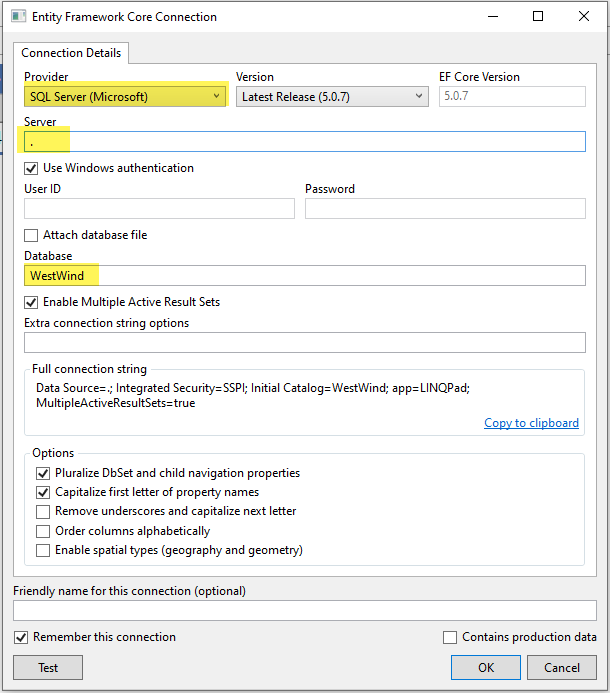 Entity Framework Core Connection
Connection Details
Provider
Version
EF Core Version
SQL Server (Microsoft)
Latest Release (5.0.7)
5.0.7
Server
.
Use Windows authentication
User ID
Password
Attach database file
Database
WestWind
Enable Multiple Active Result Sets
Extra connection string options
Full connection string
Data Source=.; Integrated Security=SSPI; Initial Catalog=WestWind; app=LINQPad;
MultipleActiveResultSets=true
Copy to clipboard
Options
Pluralize DbSet and child navigation properties
Capitalize first letter of property names
Remove underscores and capitalize next letter
Order columns alphabetically
Enable spatial types (geography and geometry)
Friendly name for this connection (optional)
Remember this connection
Contains production data
Test
OK
Cancel